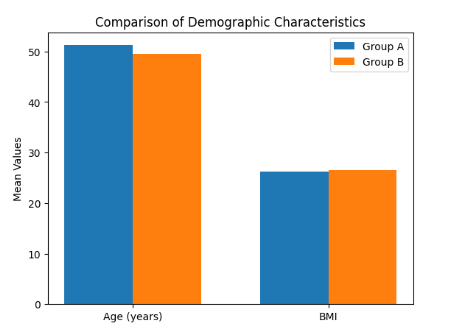 Comparison of Demographic Characteristics
Group A
Group B
Mean Values
50
40
30
20
10
0
Age (years)
BMI